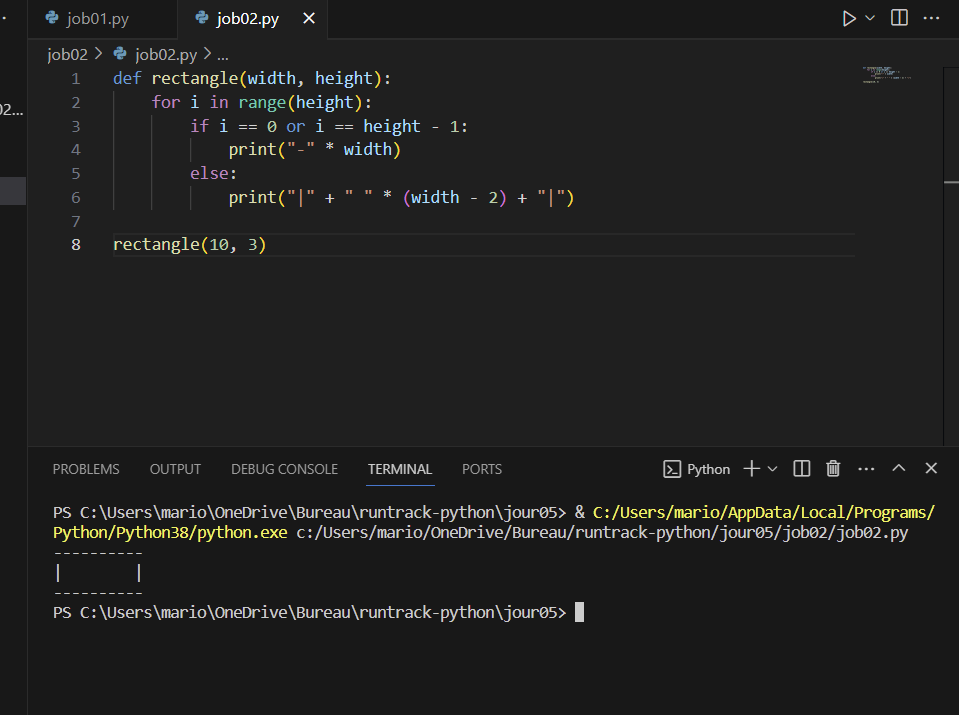 job01.py job02.py
02...
job02 > job02.py > ...
1 def rectangle(width, height):
2 for i in range(height):
3 if i == 0 or i == height - 1:
4 print("-" * width)
5 else:
6 print("|" + " " * (width - 2) + "|")
7
8 rectangle(10, 3)
PROBLEMS OUTPUT DEBUG CONSOLE TERMINAL PORTS Python
PS C:\Users\mario\OneDrive\Bureau\runtrack-python\jour05> & C:/Users/mario/AppData/Local/Programs/
Python/Python38/python.exe c:/Users/mario/OneDrive/Bureau/runtrack-python/jour05/job02/job02.py
----------
|        |
----------
PS C:\Users\mario\OneDrive\Bureau\runtrack-python\jour05>